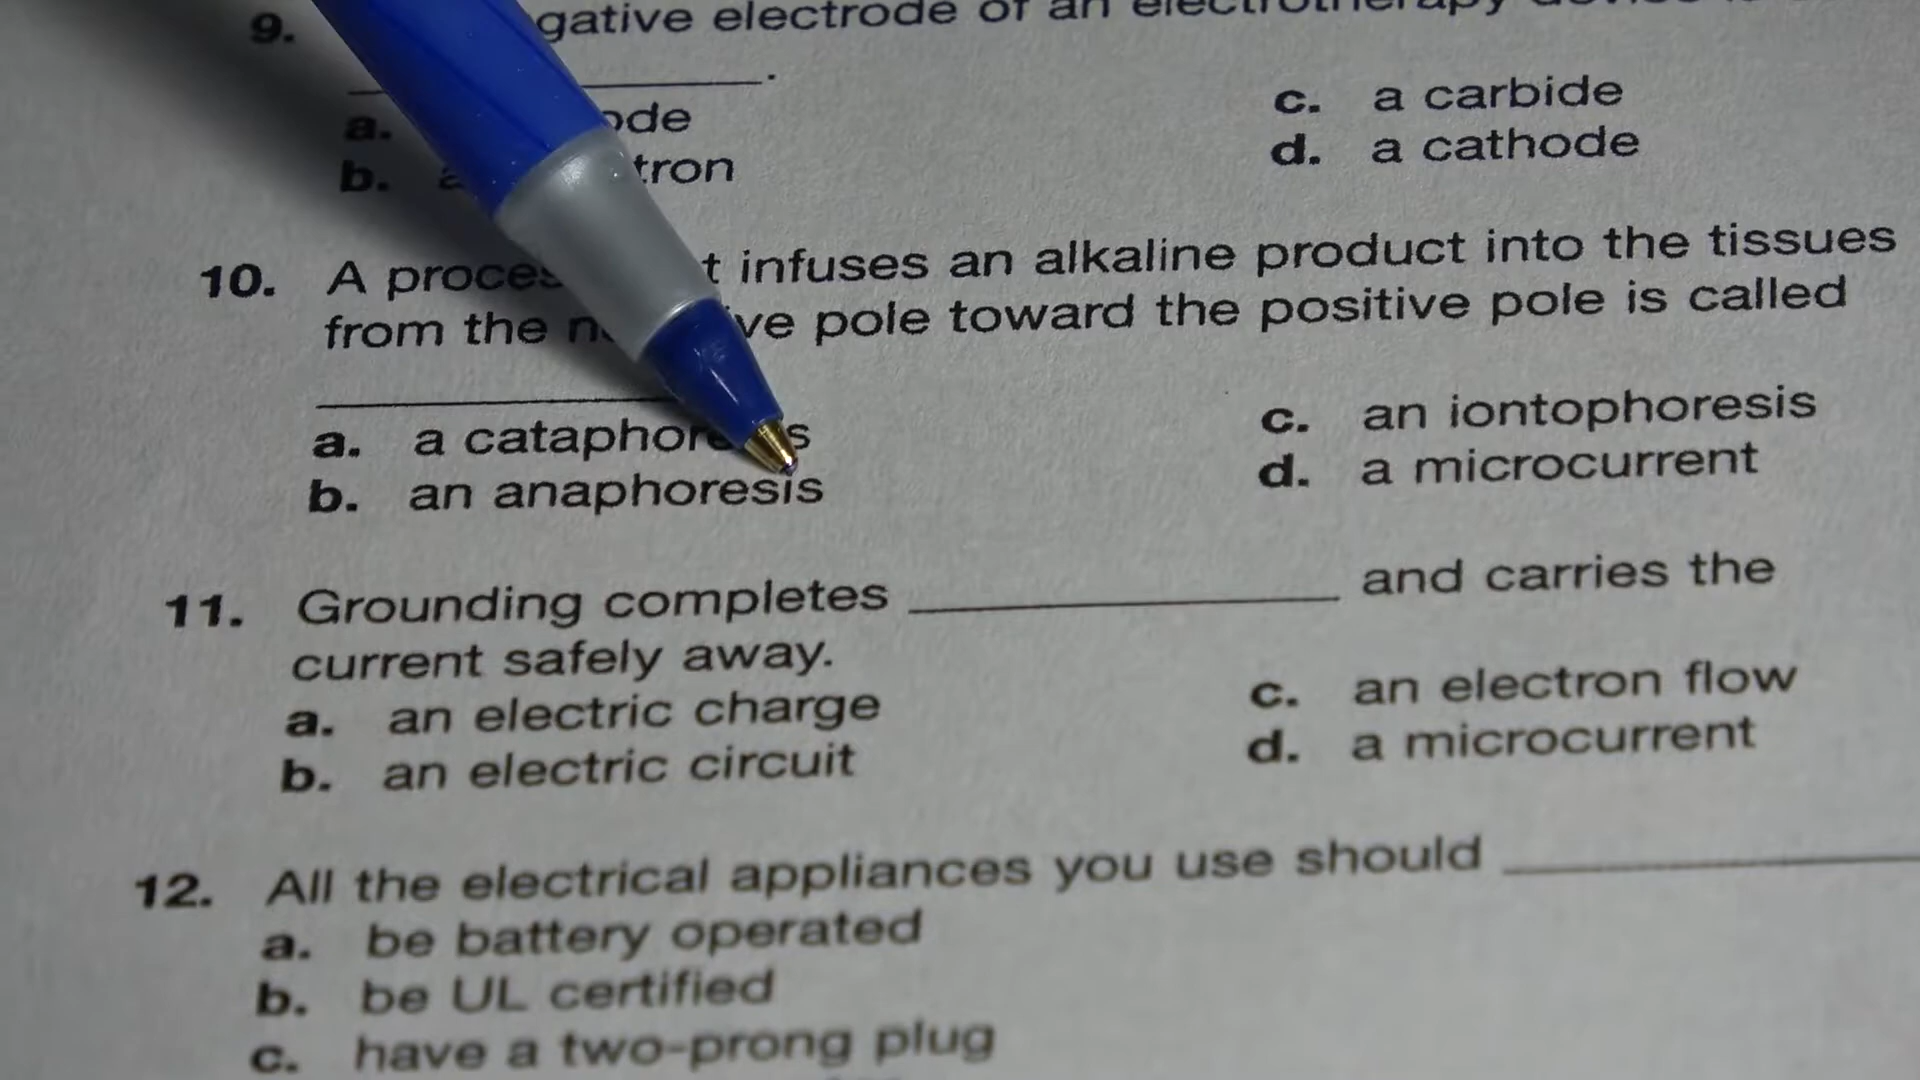 9. gative electrode of an electrotherapy
a. ode
b. tron
c. a carbide
d. a cathode
10. A proces t infuses an alkaline product into the tissues
from the n ve pole toward the positive pole is called
a. a cataphore s
b. an anaphoresis
c. an iontophoresis
d. a microcurrent
11. Grounding completes and carries the
current safely away.
a. an electric charge
b. an electric circuit
c. an electron flow
d. a microcurrent
12. All the electrical appliances you use should
a. be battery operated
b. be UL certified
c. have a two-prong plug